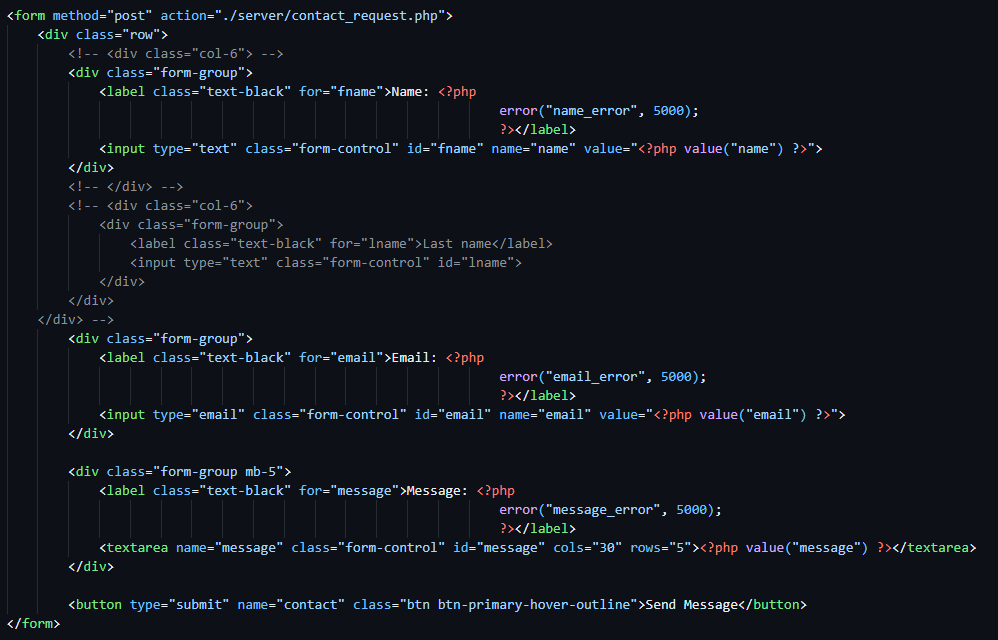 <form method="post" action="./server/contact_request.php">
    <div class="row">
        <!-- <div class="col-6"> -->
        <div class="form-group">
            <label class="text-black" for="fname">Name: <?php
                                                                error("name_error", 5000);
                                                                ?></label>
            <input type="text" class="form-control" id="fname" name="name" value="<?php value("name") ?>">
        </div>
        <!-- </div> -->
        <!-- <div class="col-6">
            <div class="form-group">
                <label class="text-black" for="lname">Last name</label>
                <input type="text" class="form-control" id="lname">
            </div>
        </div>
    </div> -->
        <div class="form-group">
            <label class="text-black" for="email">Email: <?php
                                                                error("email_error", 5000);
                                                                ?></label>
            <input type="email" class="form-control" id="email" name="email" value="<?php value("email") ?>">
        </div>

        <div class="form-group mb-5">
            <label class="text-black" for="message">Message: <?php
                                                                error("message_error", 5000);
                                                                ?></label>
            <textarea name="message" class="form-control" id="message" cols="30" rows="5"><?php value("message") ?></textarea>
        </div>

        <button type="submit" name="contact" class="btn btn-primary-hover-outline">Send Message</button>
</form>